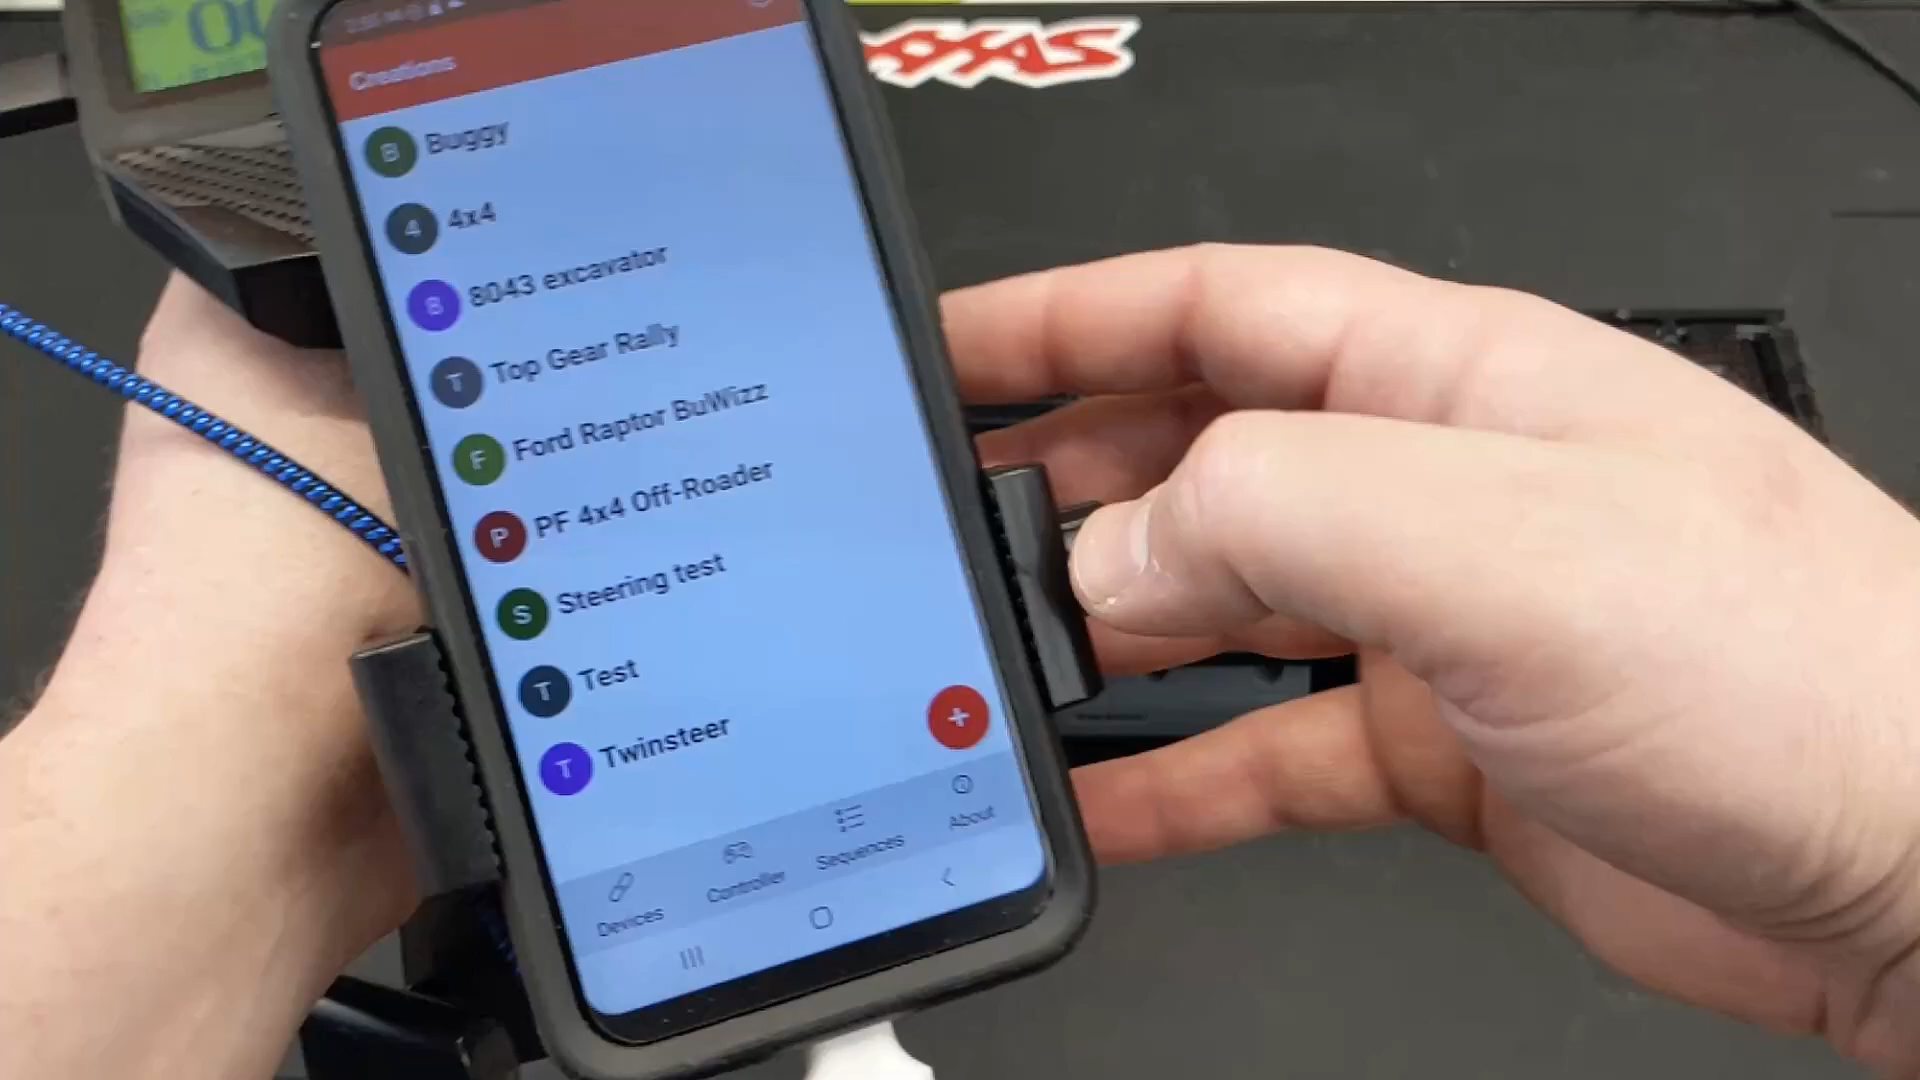 Creations
B Buggy
4 4x4
8 8043 excavator
T Top Gear Rally
F Ford Raptor BuWizz
P PF 4x4 Off-Roader
S Steering test
T Test
T Twinsteer
+
Devices
Controller
Sequences
About